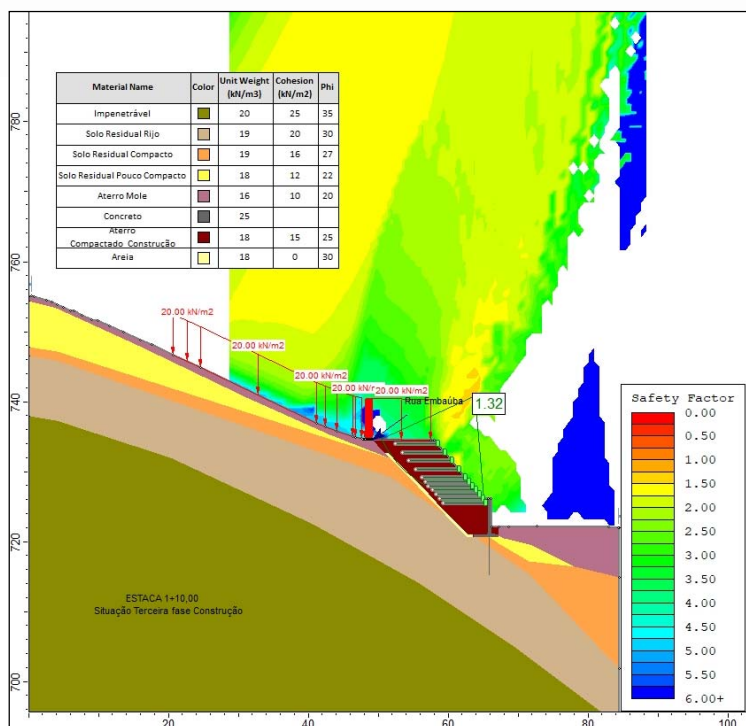 Material Name Color Unit Weight (kN/m3) Cohesion (kN/m2) Phi
Impenetrável 20 25 35
Solo Residual Rijo 19 20 30
Solo Residual Compacto 19 16 27
Solo Residual Pouco Compacto 18 12 22
Aterro Mole 16 10 20
Concreto 25
Aterro Compactado Construção 18 15 25
Areia 18 0 30
780
760
740
720
700
20.00 kN/m2
20.00 kN/m2
20.00 kN/m2
20.00 kN/m2
Rua Embaúba
1.32
Safety Factor
0.00
0.50
1.00
1.50
2.00
2.50
3.00
3.50
4.00
4.50
5.00
5.50
6.00+
ESTACA 1+10,00
Situação Terceira fase Construção
20
40
60
80